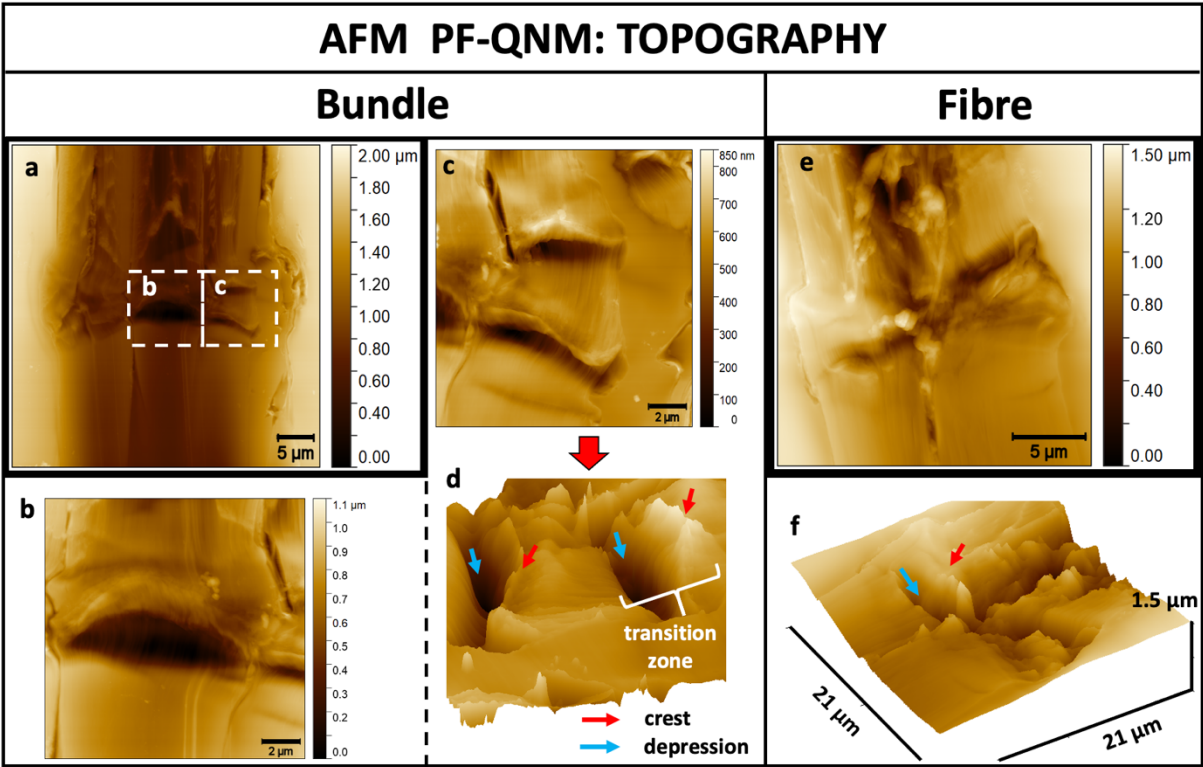 AFM PF-QNM: TOPOGRAPHY
Bundle
Fibre
a
b
c
5 µm
2.00 µm
1.80
1.60
1.40
1.20
1.00
0.80
0.60
0.40
0.20
0.00
c
2 µm
850 nm
800
700
600
500
400
300
200
100
0
e
5 µm
1.50 µm
1.20
1.00
0.80
0.60
0.40
0.20
0.00
b
2 µm
1.1 µm
1.0
0.9
0.8
0.7
0.6
0.5
0.4
0.3
0.2
0.1
0.0
d
transition
zone
crest
depression
f
1.5 µm
21 µm
21 µm